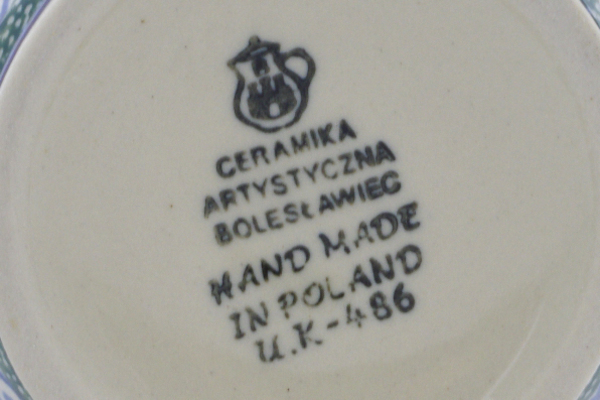 CERAMIKA
ARTYSTYCZNA
BOLESŁAWIEC
HAND MADE
IN POLAND
U.K-486